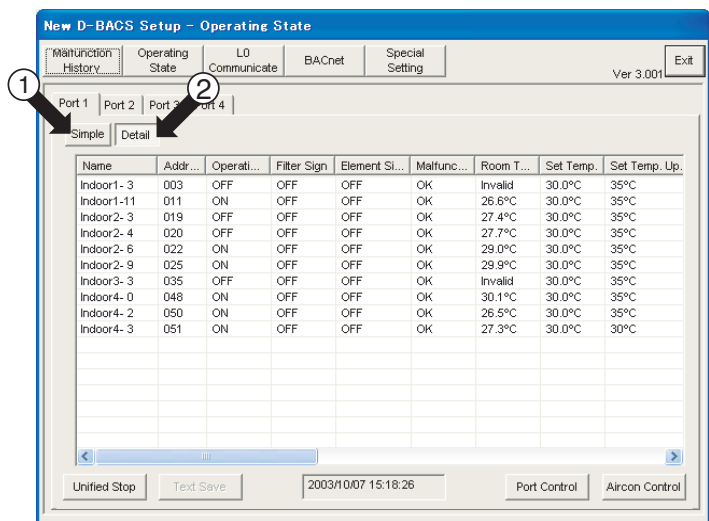 New D-BACS Setup - Operating State
Malfunction History Operating State L0 Communicate BACnet Special Setting Ver 3.001 Exit
1 2
Port 1 Port 2 Port 3 Port 4
Simple Detail
Name Addr... Operati... Filter Sign Element Si... Malfunc... Room T... Set Temp. Set Temp. Up.
Indoor1- 3 003 OFF OFF OFF OK Invalid 30.0°C 35°C
Indoor1-11 011 ON OFF OFF OK 26.6°C 30.0°C 35°C
Indoor2- 3 019 OFF OFF OFF OK 27.4°C 30.0°C 35°C
Indoor2- 4 020 OFF OFF OFF OK 27.7°C 30.0°C 35°C
Indoor2- 6 022 ON OFF OFF OK 29.0°C 30.0°C 35°C
Indoor2- 9 025 ON OFF OFF OK 29.9°C 30.0°C 35°C
Indoor3- 3 035 OFF OFF OFF OK Invalid 30.0°C 35°C
Indoor4- 0 048 ON OFF OFF OK 30.1°C 30.0°C 35°C
Indoor4- 2 050 ON OFF OFF OK 26.5°C 30.0°C 35°C
Indoor4- 3 051 ON OFF OFF OK 27.3°C 30.0°C 30°C
Unified Stop Text Save 2003/10/07 15:18:26 Port Control Aircon Control